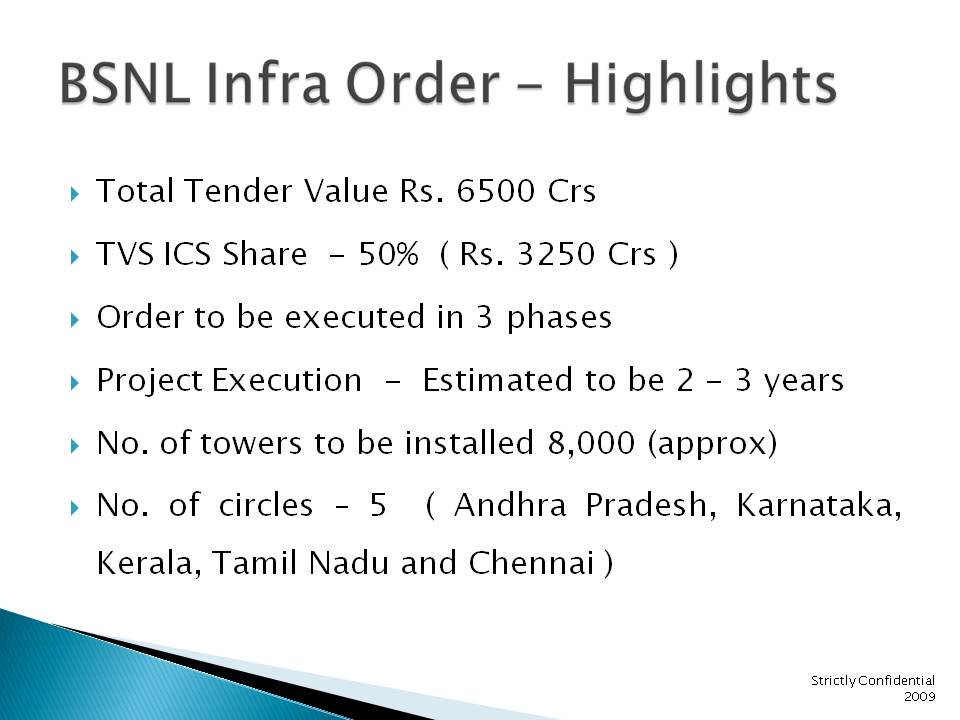 BSNL Infra Order - Highlights
Total Tender Value Rs. 6500 Crs
TVS ICS Share - 50% ( Rs. 3250 Crs )
Order to be executed in 3 phases
Project Execution - Estimated to be 2 - 3 years
No. of towers to be installed 8,000 (approx)
No. of circles - 5 ( Andhra Pradesh, Karnataka,
Kerala, Tamil Nadu and Chennai )
Strictly Confidential
2009